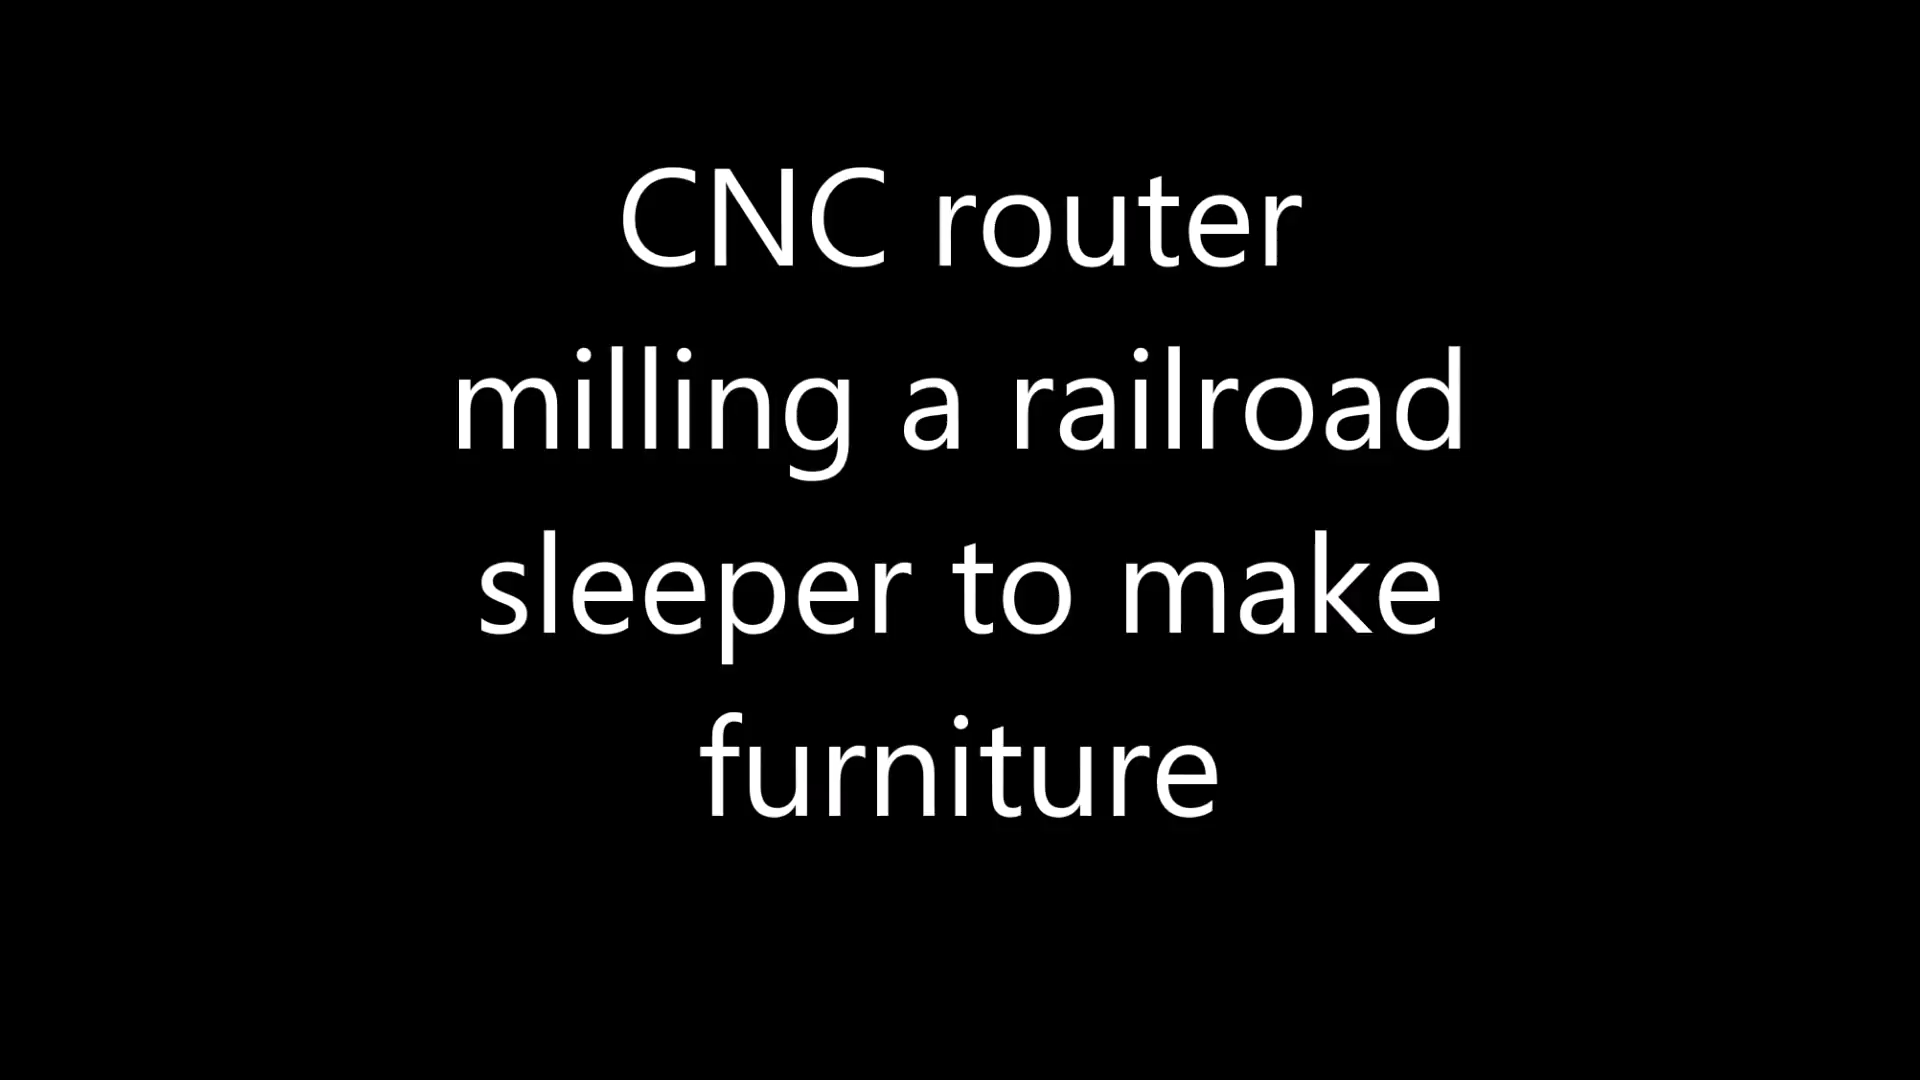 CNC router
milling a railroad
sleeper to make
furniture